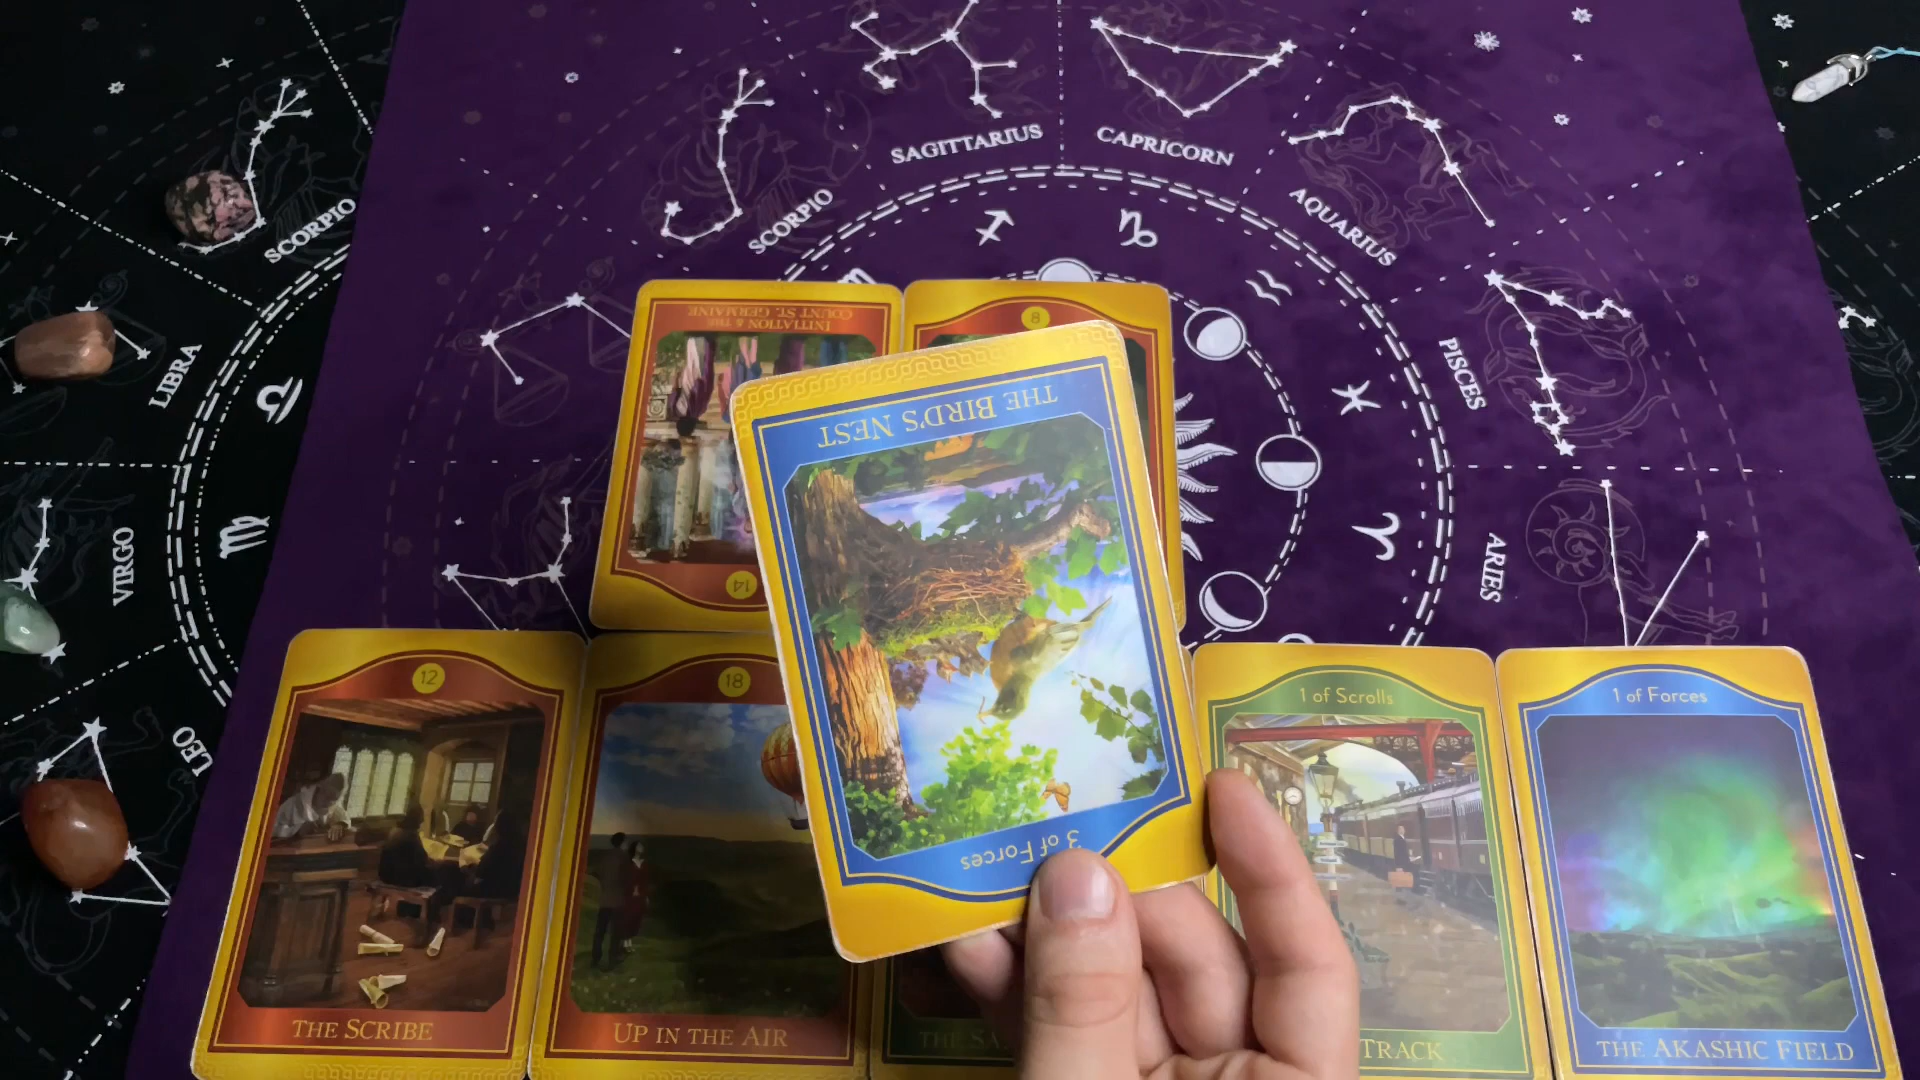 SAGITTARIUS
CAPRICORN
SCORPIO
SCORPIO
AQUARIUS
LIBRA
PISCES
VIRGO
ARIES
LEO
INITIATION & THE
COUNT ST. GERMAINE
14
8
THE BIRD'S NEST
3 of Forces
12
THE SCRIBE
18
UP IN THE AIR
THE
1 of Scrolls
TRACK
1 of Forces
THE AKASHIC FIELD